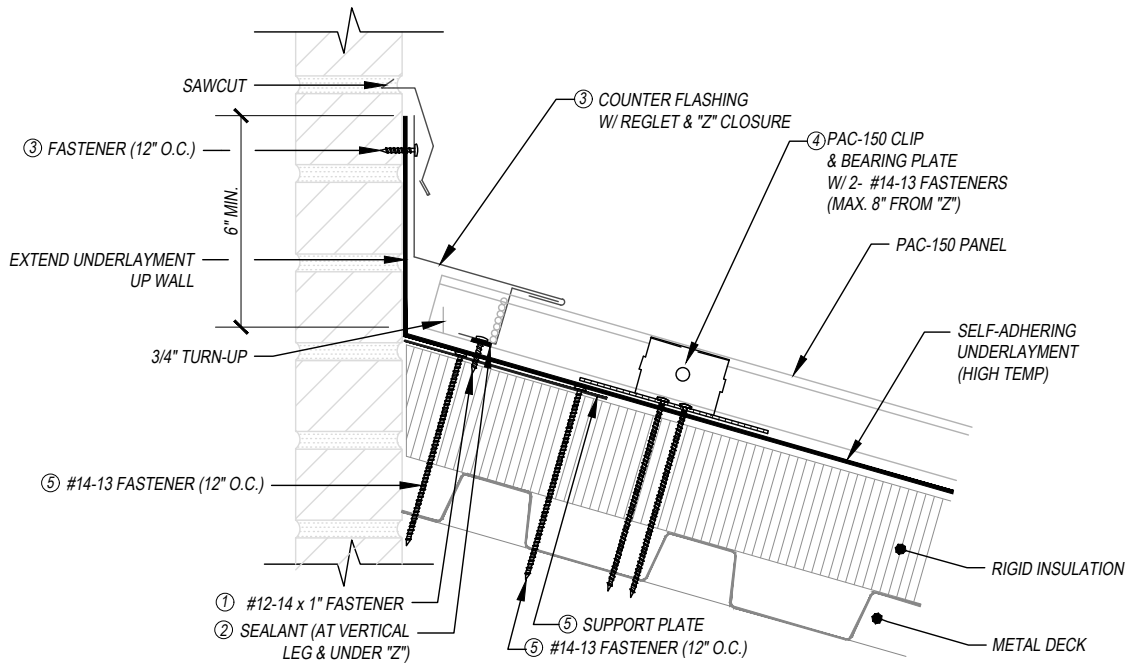 SAWCUT
③ COUNTER FLASHING
W/ REGLET & "Z" CLOSURE
④ PAC-150 CLIP
& BEARING PLATE
W/ 2- #14-13 FASTENERS
(MAX. 8" FROM "Z")
③ FASTENER (12" O.C.)
6" MIN.
PAC-150 PANEL
EXTEND UNDERLAYMENT
UP WALL
SELF-ADHERING
UNDERLAYMENT
(HIGH TEMP)
3/4" TURN-UP
⑤ #14-13 FASTENER (12" O.C.)
RIGID INSULATION
① #12-14 x 1" FASTENER
② SEALANT (AT VERTICAL
LEG & UNDER "Z")
⑤ SUPPORT PLATE
⑤ #14-13 FASTENER (12" O.C.)
METAL DECK